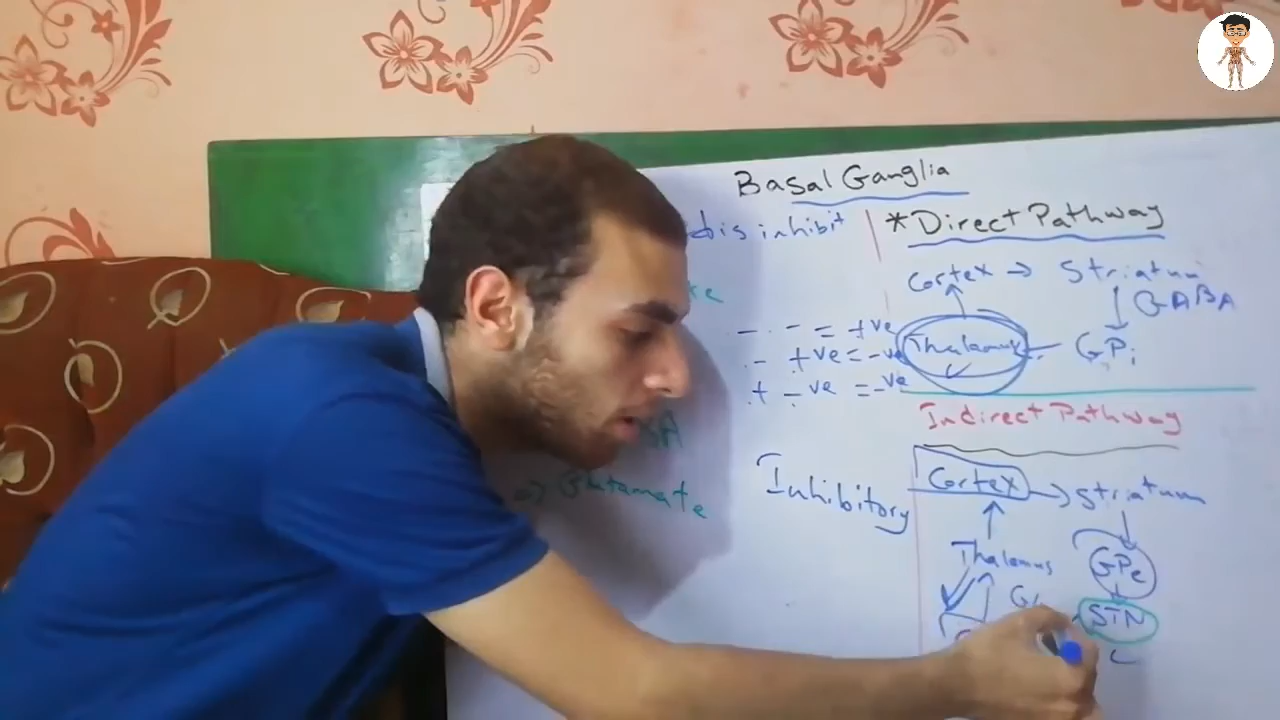 Basal Ganglia
dis inhibit
*Direct Pathway
Cortex → Striatum
↓ GABA
- - = +ve
Thalamus
GPi
- +ve = -ve
+ -ve = -ve
Indirect Pathway
Inhibitory
Cortex → Striatum
Thalamus
GPe
STN
=> Glutamate